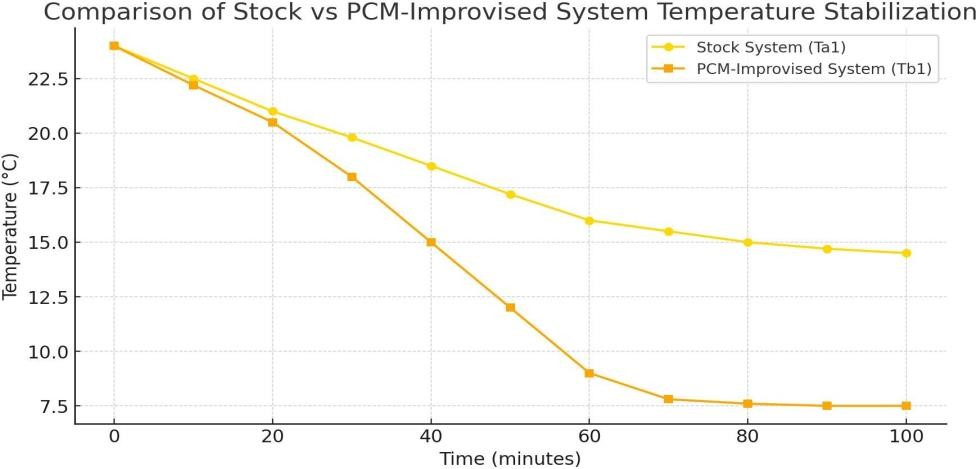 Comparison of Stock vs PCM-Improvised System Temperature Stabilization
Stock System (Ta1)
PCM-Improvised System (Tb1)
Temperature (°C)
22.5
20.0
17.5
15.0
12.5
10.0
7.5
0 20 40 60 80 100
Time (minutes)